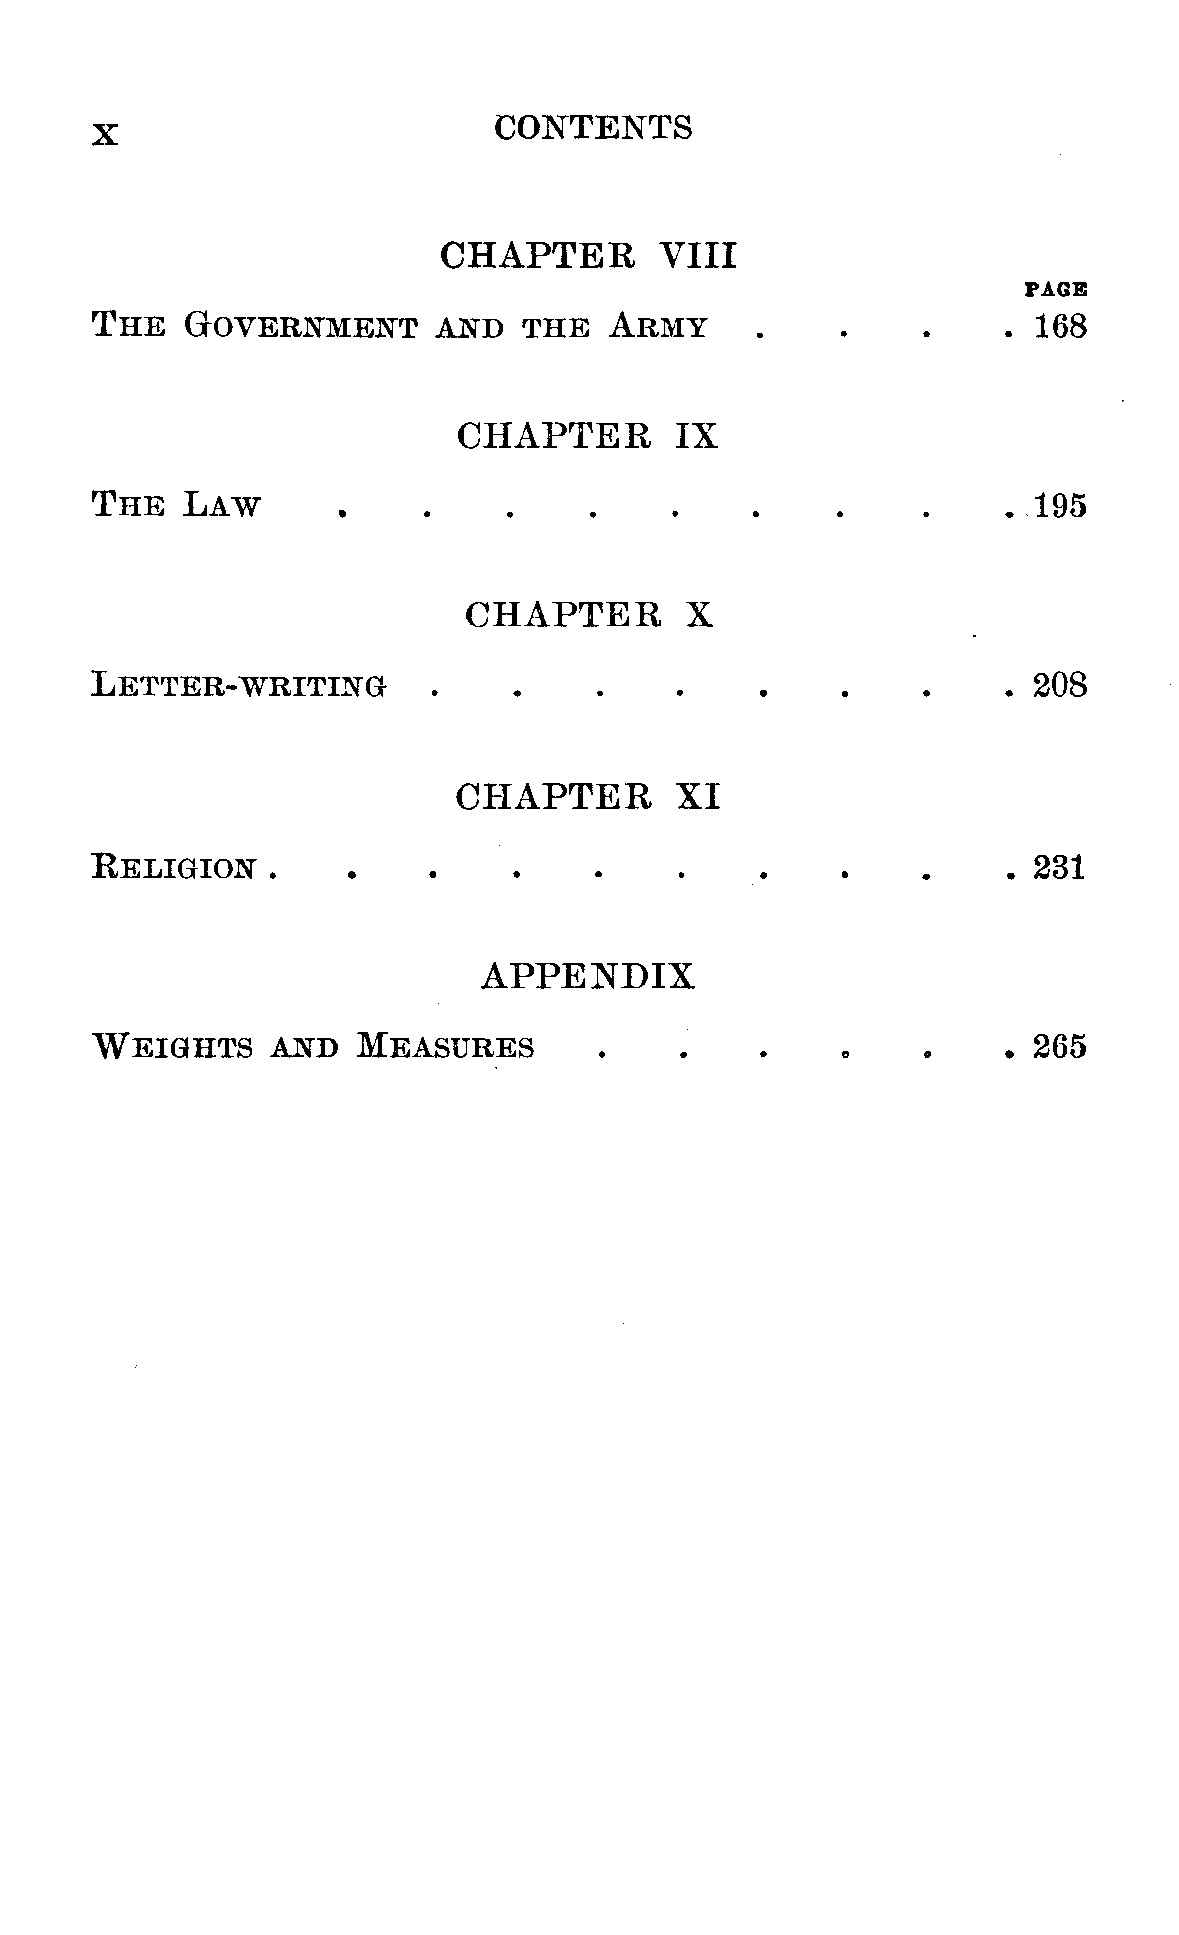 X CONTENTS
CHAPTER VIII
PAGE
THE GOVERNMENT AND THE ARMY . . . . 168
CHAPTER IX
THE LAW . . . . . . . . . 195
CHAPTER X
LETTER-WRITING . . . . . . . . 208
CHAPTER XI
RELIGION . . . . . . . . . . 231
APPENDIX
WEIGHTS AND MEASURES . . . . . . 265